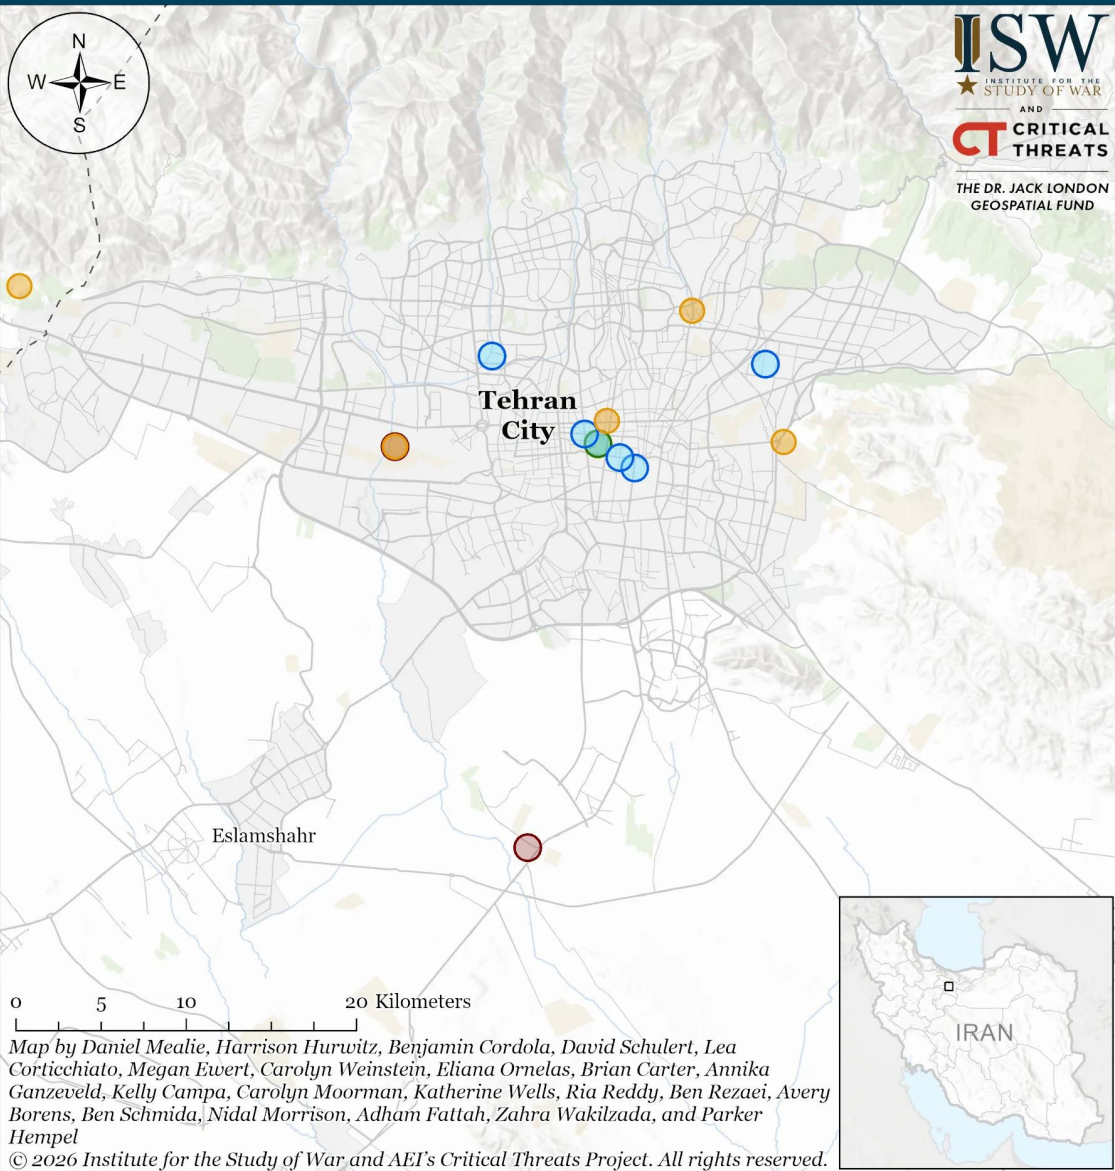 N
W E
S
ISW
INSTITUTE FOR THE
STUDY OF WAR
AND
CT CRITICAL
THREATS
THE DR. JACK LONDON
GEOSPATIAL FUND
Tehran
City
Eslamshahr
IRAN
0 5 10 20 Kilometers
Map by Daniel Mealie, Harrison Hurwitz, Benjamin Cordola, David Schulert, Lea
Corticchiato, Megan Ewert, Carolyn Weinstein, Eliana Ornelas, Brian Carter, Annika
Ganzeveld, Kelly Campa, Carolyn Moorman, Katherine Wells, Ria Reddy, Ben Rezaei, Avery
Borens, Ben Schmida, Nidal Morrison, Adham Fattah, Zahra Wakilzada, and Parker
Hempel
© 2026 Institute for the Study of War and AEI’s Critical Threats Project. All rights reserved.